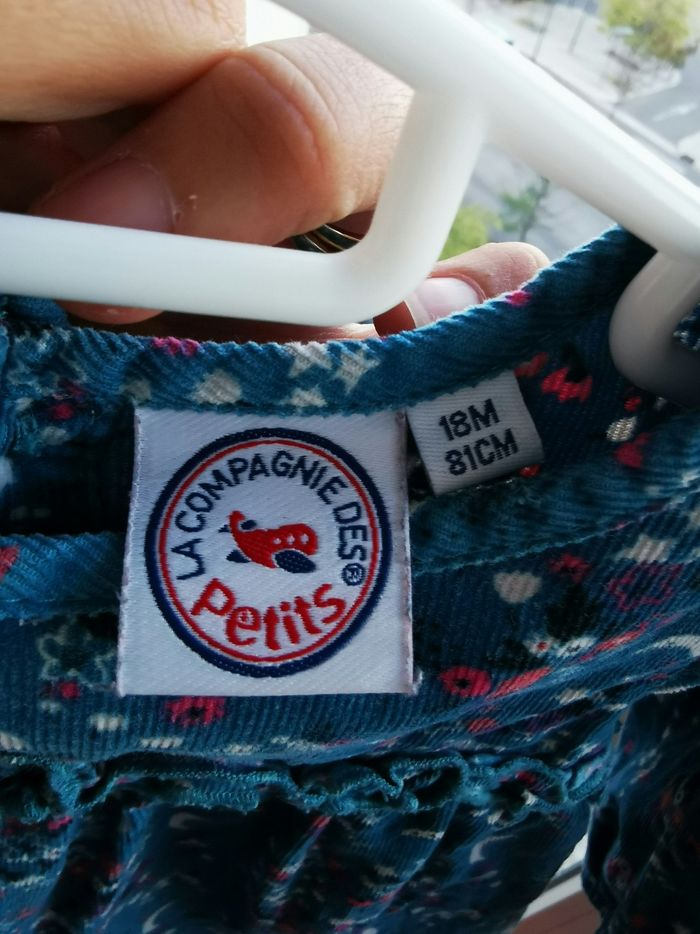 LA COMPAGNIE DES®
Petits
18M
81CM